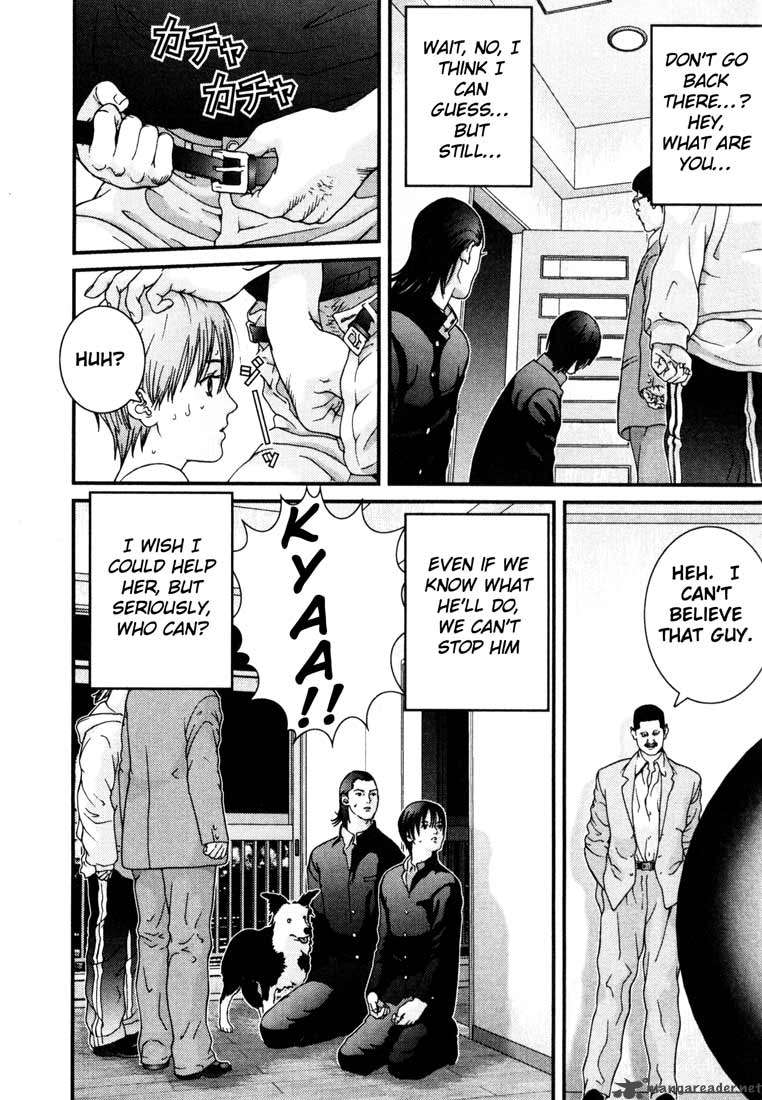 DON'T GO
BACK
THERE...?
HEY,
WHAT ARE
YOU...
WAIT, NO, I
THINK I
CAN
GUESS...
BUT
STILL...
カチャ
カチャ
HUH?
HEH. I
CAN'T
BELIEVE
THAT GUY.
EVEN IF WE
KNOW WHAT
HE'LL DO,
WE CAN'T
STOP HIM
KYAA!!
I WISH I
COULD HELP
HER, BUT
SERIOUSLY,
WHO CAN?
mangareader.net